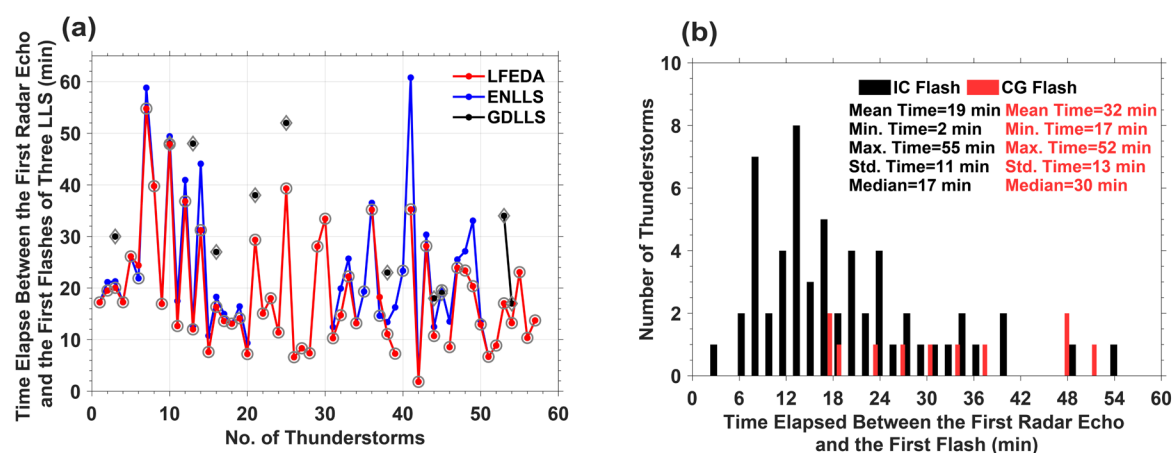 (a)
Time Elapse Between the First Radar Echo
and the First Flashes of Three LLS (min)
60
50
40
30
20
10
0
LFEDA
ENLLS
GDLLS
0 10 20 30 40 50 60
No. of Thunderstorms
(b)
Number of Thunderstorms
10
8
6
4
2
0
IC Flash CG Flash
Mean Time=19 min Mean Time=32 min
Min. Time=2 min Min. Time=17 min
Max. Time=55 min Max. Time=52 min
Std. Time=11 min Std. Time=13 min
Median=17 min Median=30 min
0 6 12 18 24 30 36 42 48 54 60
Time Elapsed Between the First Radar Echo
and the First Flash (min)